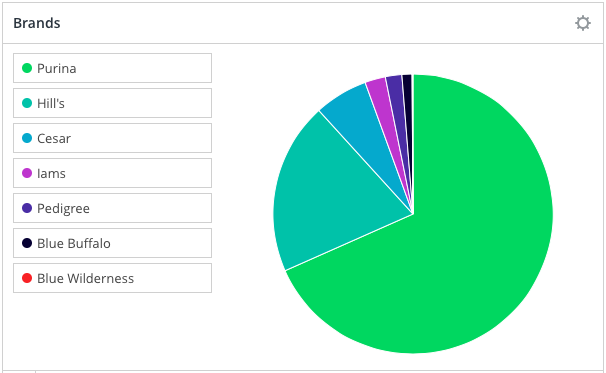 Brands
Purina
Hill's
Cesar
Iams
Pedigree
Blue Buffalo
Blue Wilderness